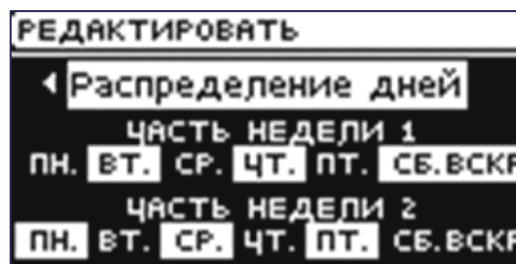 РЕДАКТИРОВАТЬ
Распределение дней
ЧАСТЬ НЕДЕЛИ 1
ПН. ВТ. СР. ЧТ. ПТ. СБ.ВСКР
ЧАСТЬ НЕДЕЛИ 2
ПН. ВТ. СР. ЧТ. ПТ. СБ.ВСКР